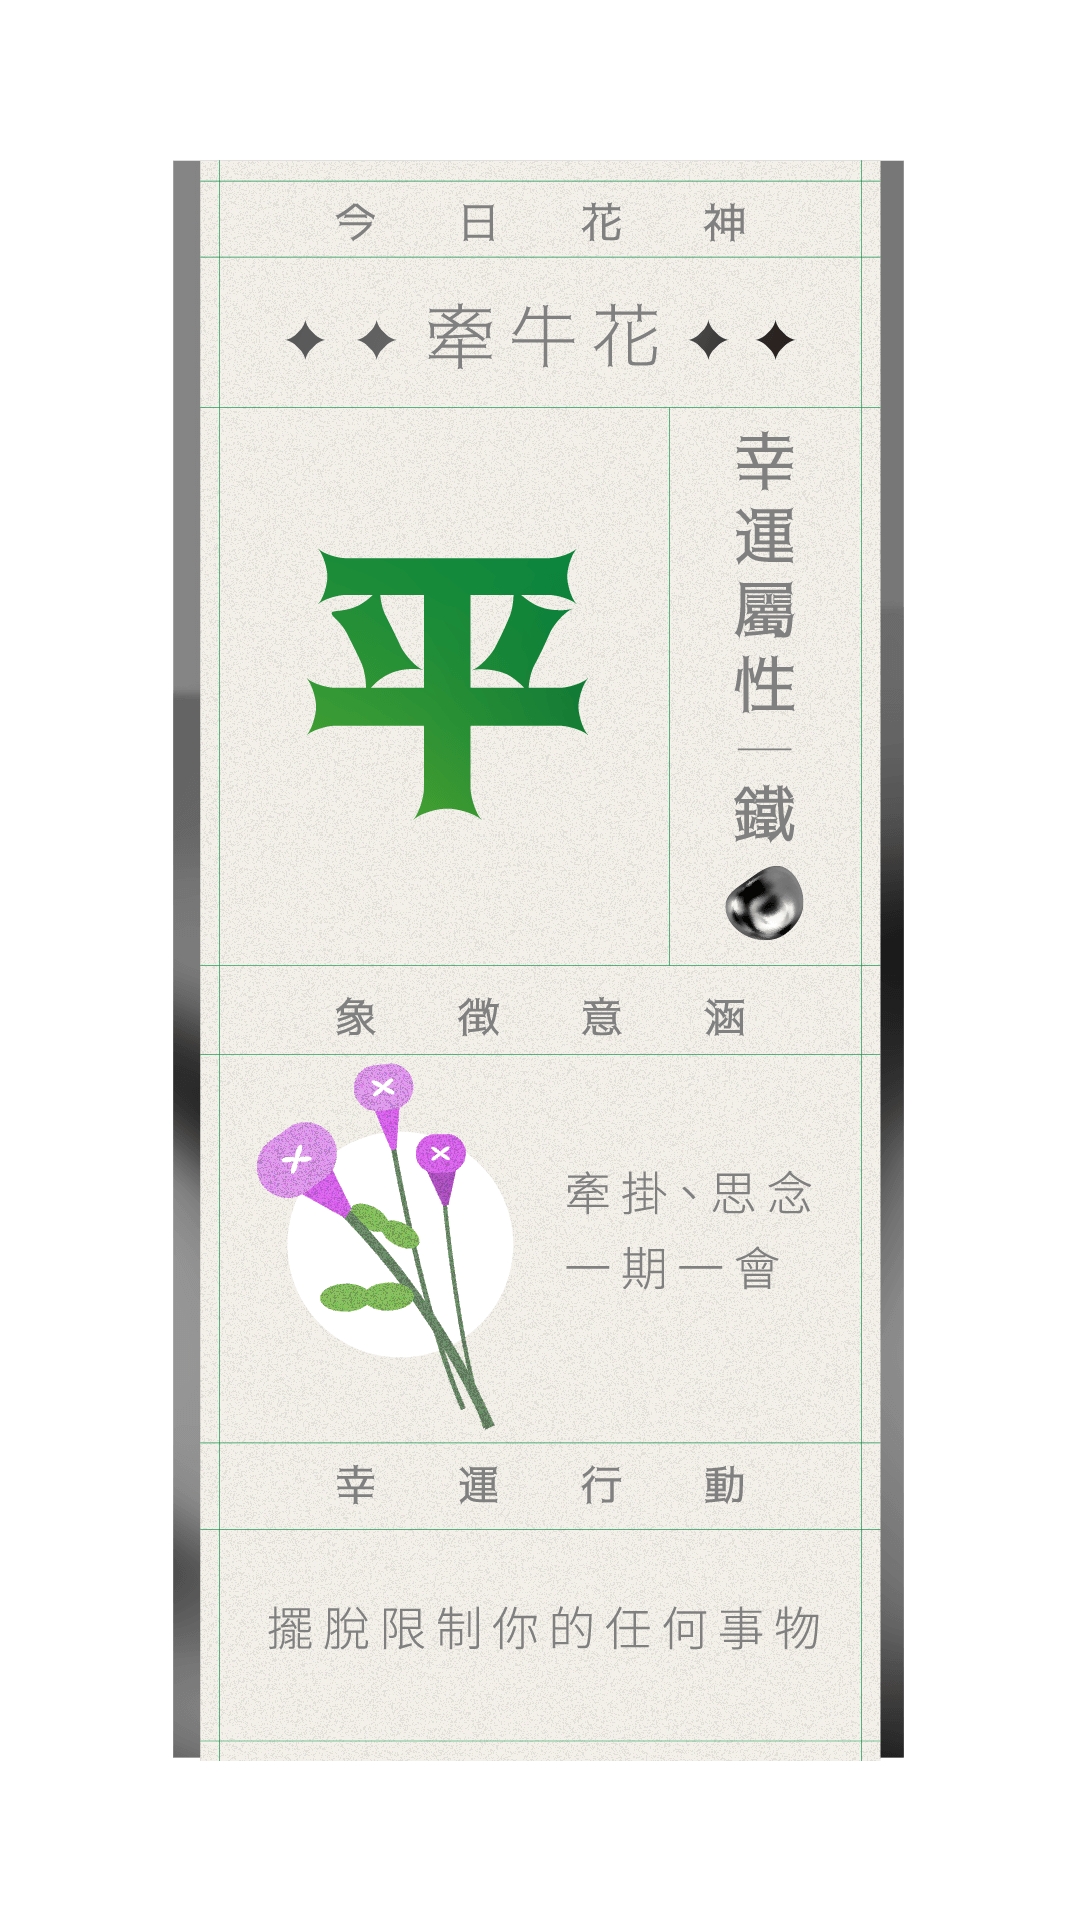 今日花神
牽牛花
平
幸運屬性｜鐵
象徵意涵
牽掛、思念
一期一會
幸運行動
擺脫限制你的任何事物